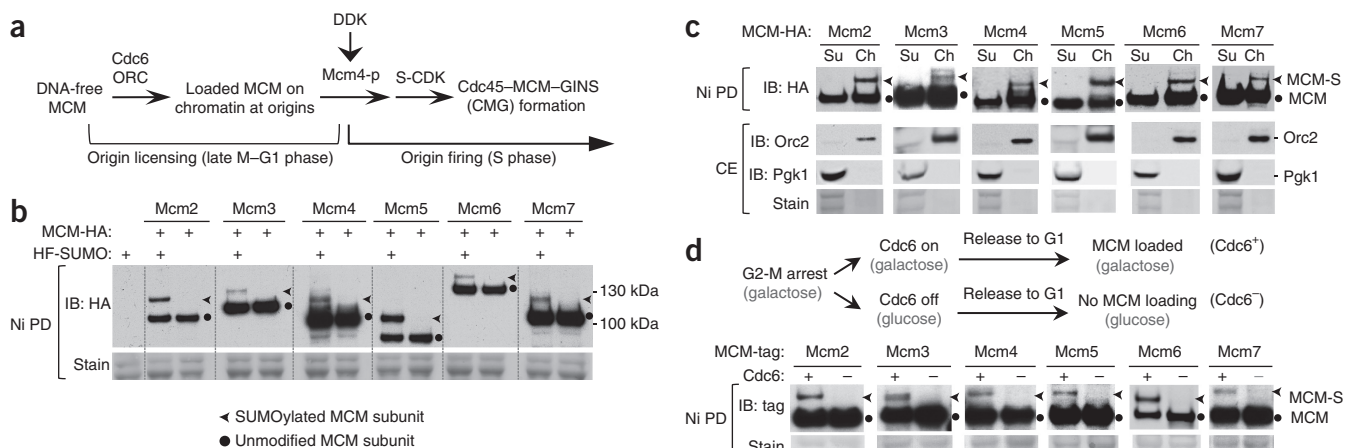 a
DDK
Cdc6
ORC
Mcm4-p
S-CDK
DNA-free
MCM
Loaded MCM on
chromatin at origins
Cdc45–MCM–GINS
(CMG) formation
Origin licensing (late M–G1 phase)
Origin firing (S phase)
b
Mcm2 Mcm3 Mcm4 Mcm5 Mcm6 Mcm7
MCM-HA: + + + + + + + + + + + +
HF-SUMO: + + + + + + +
Ni PD
IB: HA
130 kDa
100 kDa
Stain
SUMOylated MCM subunit
Unmodified MCM subunit
c
MCM-HA: Mcm2 Mcm3 Mcm4 Mcm5 Mcm6 Mcm7
Su Ch Su Ch Su Ch Su Ch Su Ch Su Ch
Ni PD
IB: HA
MCM-S
MCM
CE
IB: Orc2
Orc2
IB: Pgk1
Pgk1
Stain
d
G2-M arrest
(galactose)
Cdc6 on
(galactose)
Release to G1
MCM loaded
(galactose)
(Cdc6+)
Cdc6 off
(glucose)
Release to G1
No MCM loading
(glucose)
(Cdc6–)
MCM-tag: Mcm2 Mcm3 Mcm4 Mcm5 Mcm6 Mcm7
Cdc6: + – + – + – + – + – + –
Ni PD
IB: tag
MCM-S
MCM
Stain